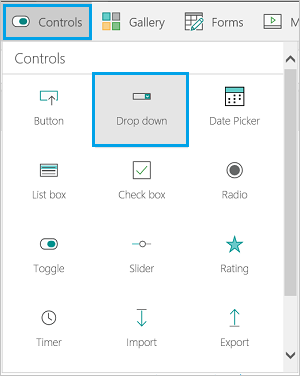 Controls Gallery Forms M
Controls
Button Drop down Date Picker
List box Check box Radio
Toggle Slider Rating
Timer Import Export